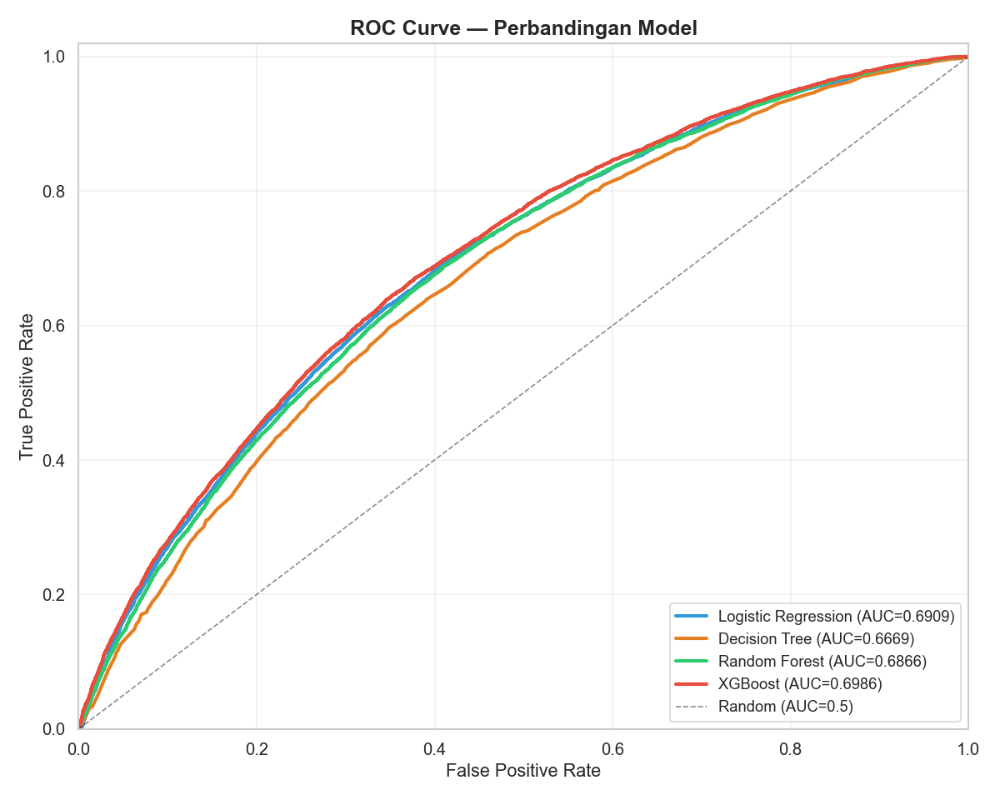 ROC Curve — Perbandingan Model
True Positive Rate
1.0
0.8
0.6
0.4
0.2
0.0
0.0 0.2 0.4 0.6 0.8 1.0
False Positive Rate
Logistic Regression (AUC=0.6909)
Decision Tree (AUC=0.6669)
Random Forest (AUC=0.6866)
XGBoost (AUC=0.6986)
Random (AUC=0.5)